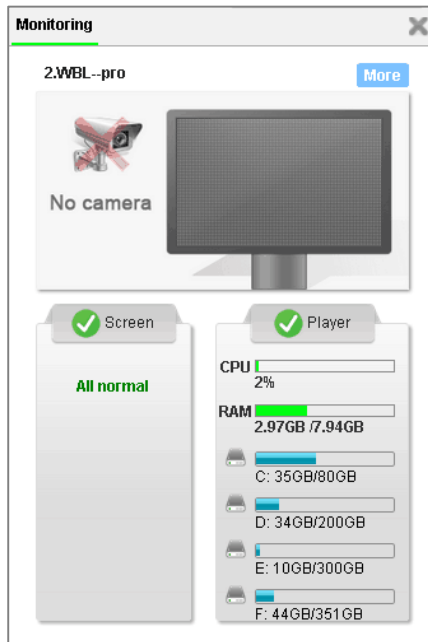 Monitoring
2.WBL--pro
More
No camera
Screen
All normal
Player
CPU
2%
RAM
2.97GB /7.94GB
C: 35GB/80GB
D: 34GB/200GB
E: 10GB/300GB
F: 44GB/351GB